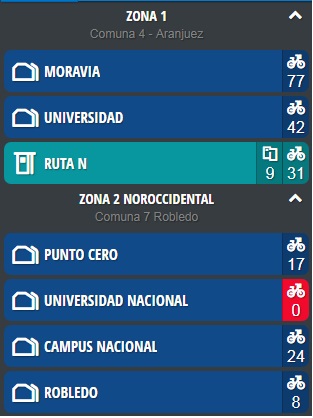 ZONA 1
Comuna 4 - Aranjuez
MORAVIA 77
UNIVERSIDAD 42
RUTA N 9 31
ZONA 2 NOROCCIDENTAL
Comuna 7 Robledo
PUNTO CERO 17
UNIVERSIDAD NACIONAL 0
CAMPUS NACIONAL 24
ROBLEDO 8